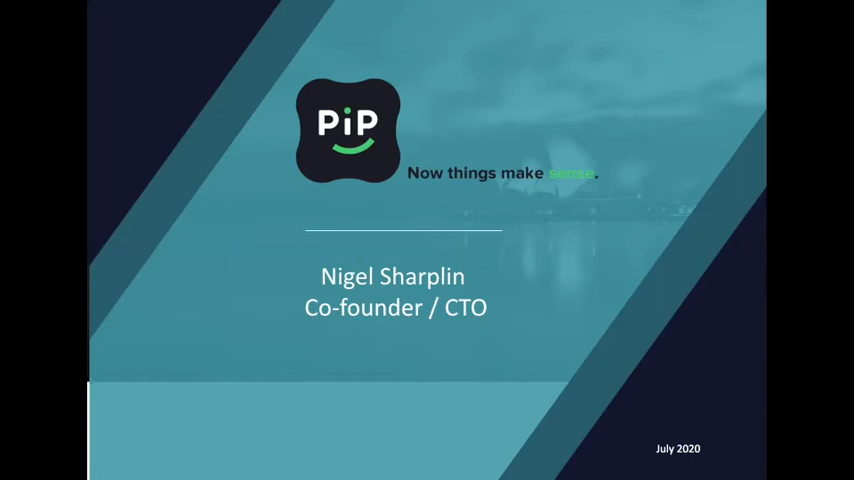 PiP
Now things make sense.
Nigel Sharplin
Co-founder / CTO
July 2020